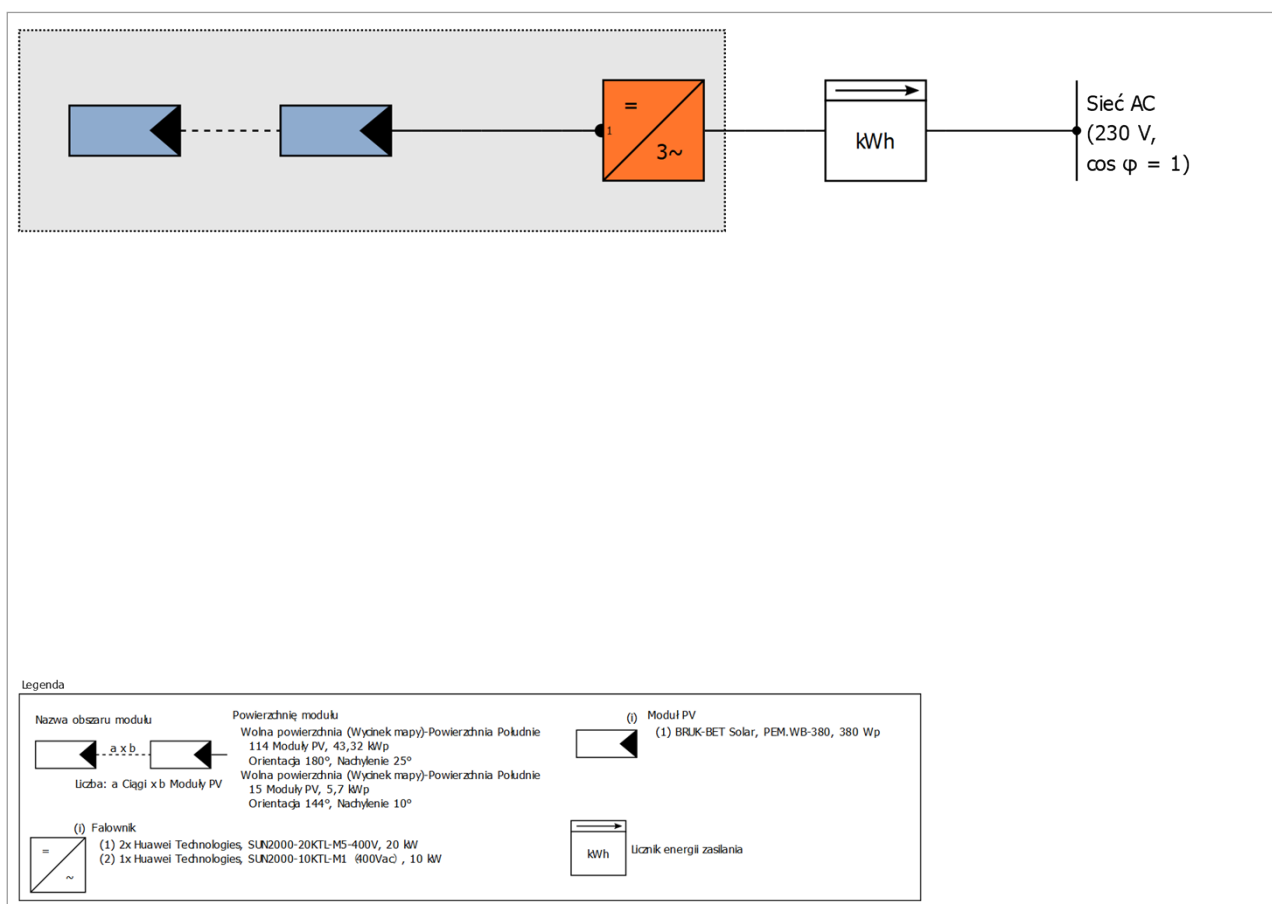 =
1
3~
kWh
Sieć AC
(230 V,
cos φ = 1)
Legenda
Nazwa obszaru modułu
a x b
Liczba: a Ciągi x b Moduły PV
Powierzchnię modułu
Wolna powierzchnia (Wycinek mapy)-Powierzchnia Południe
114 Moduły PV, 43,32 kWp
Orientacja 180°, Nachylenie 25°
Wolna powierzchnia (Wycinek mapy)-Powierzchnia Południe
15 Moduły PV, 5,7 kWp
Orientacja 144°, Nachylenie 10°
(i) Moduł PV
(1) BRUK-BET Solar, PEM.WB-380, 380 Wp
(i) Falownik
=
~
(1) 2x Huawei Technologies, SUN2000-20KTL-M5-400V, 20 kW
(2) 1x Huawei Technologies, SUN2000-10KTL-M1 (400Vac) , 10 kW
kWh
Licznik energii zasilania